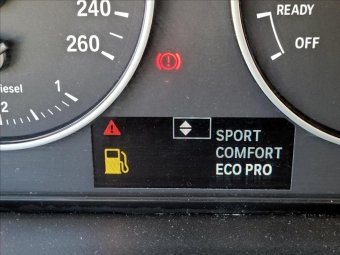 240
260
READY
OFF
iesel
1
2
SPORT
COMFORT
ECO PRO